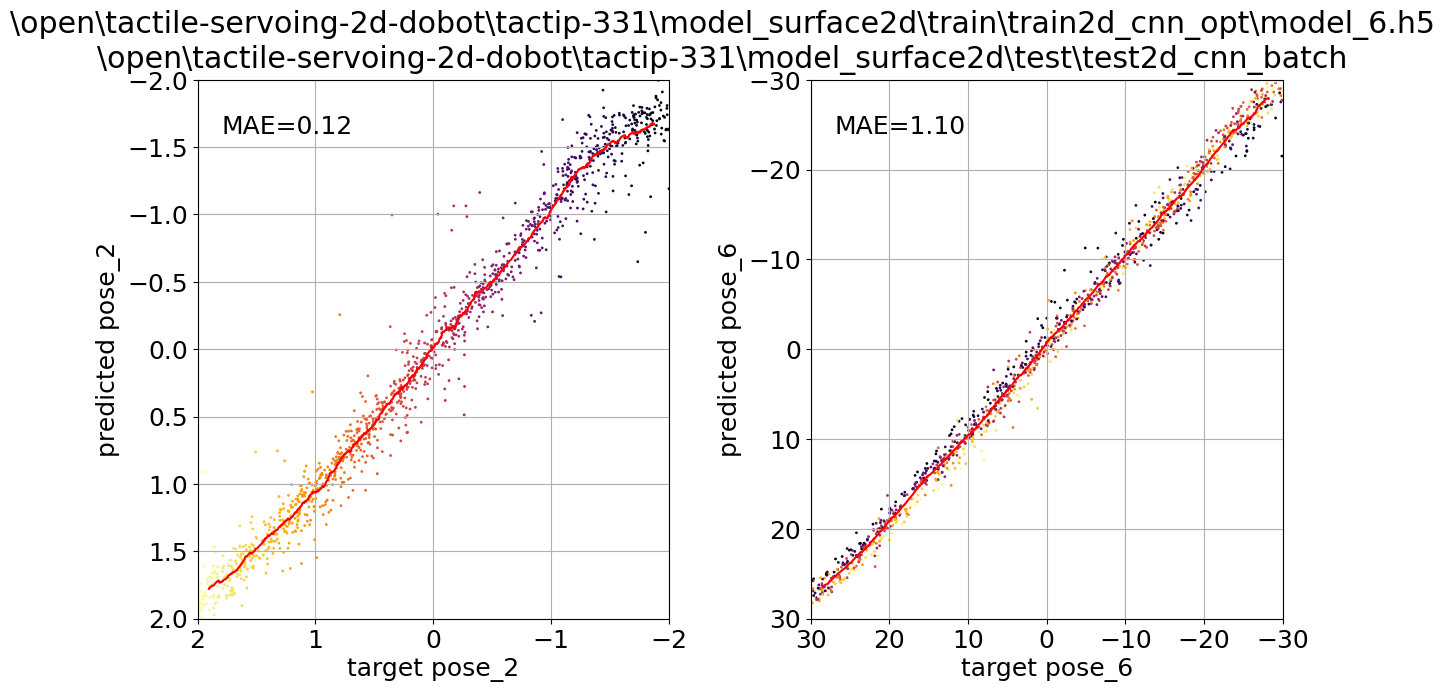 \open\tactile-servoing-2d-dobot\tactip-331\model_surface2d\train\train2d_cnn_opt\model_6.h5
\open\tactile-servoing-2d-dobot\tactip-331\model_surface2d\test\test2d_cnn_batch
MAE=0.12
−2.0
−1.5
−1.0
−0.5
0.0
0.5
1.0
1.5
2.0
predicted pose_2
2 1 0 −1 −2
target pose_2
MAE=1.10
−30
−20
−10
0
10
20
30
predicted pose_6
30 20 10 0 −10 −20 −30
target pose_6